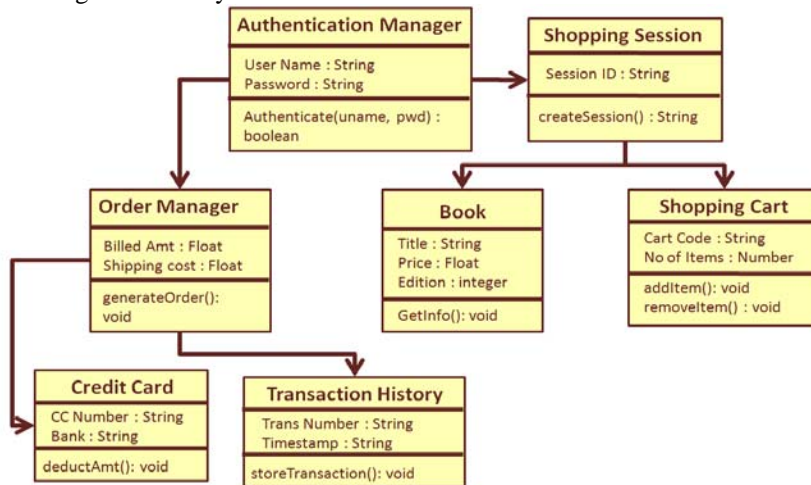 Authentication Manager
User Name : String
Password : String
Authenticate(uname, pwd) :
boolean
Shopping Session
Session ID : String
createSession() : String
Order Manager
Billed Amt : Float
Shipping cost : Float
generateOrder():
void
Book
Title : String
Price : Float
Edition : integer
GetInfo(): void
Shopping Cart
Cart Code : String
No of Items : Number
addItem(): void
removeItem() : void
Credit Card
CC Number : String
Bank : String
deductAmt(): void
Transaction History
Trans Number : String
Timestamp : String
storeTransaction(): void